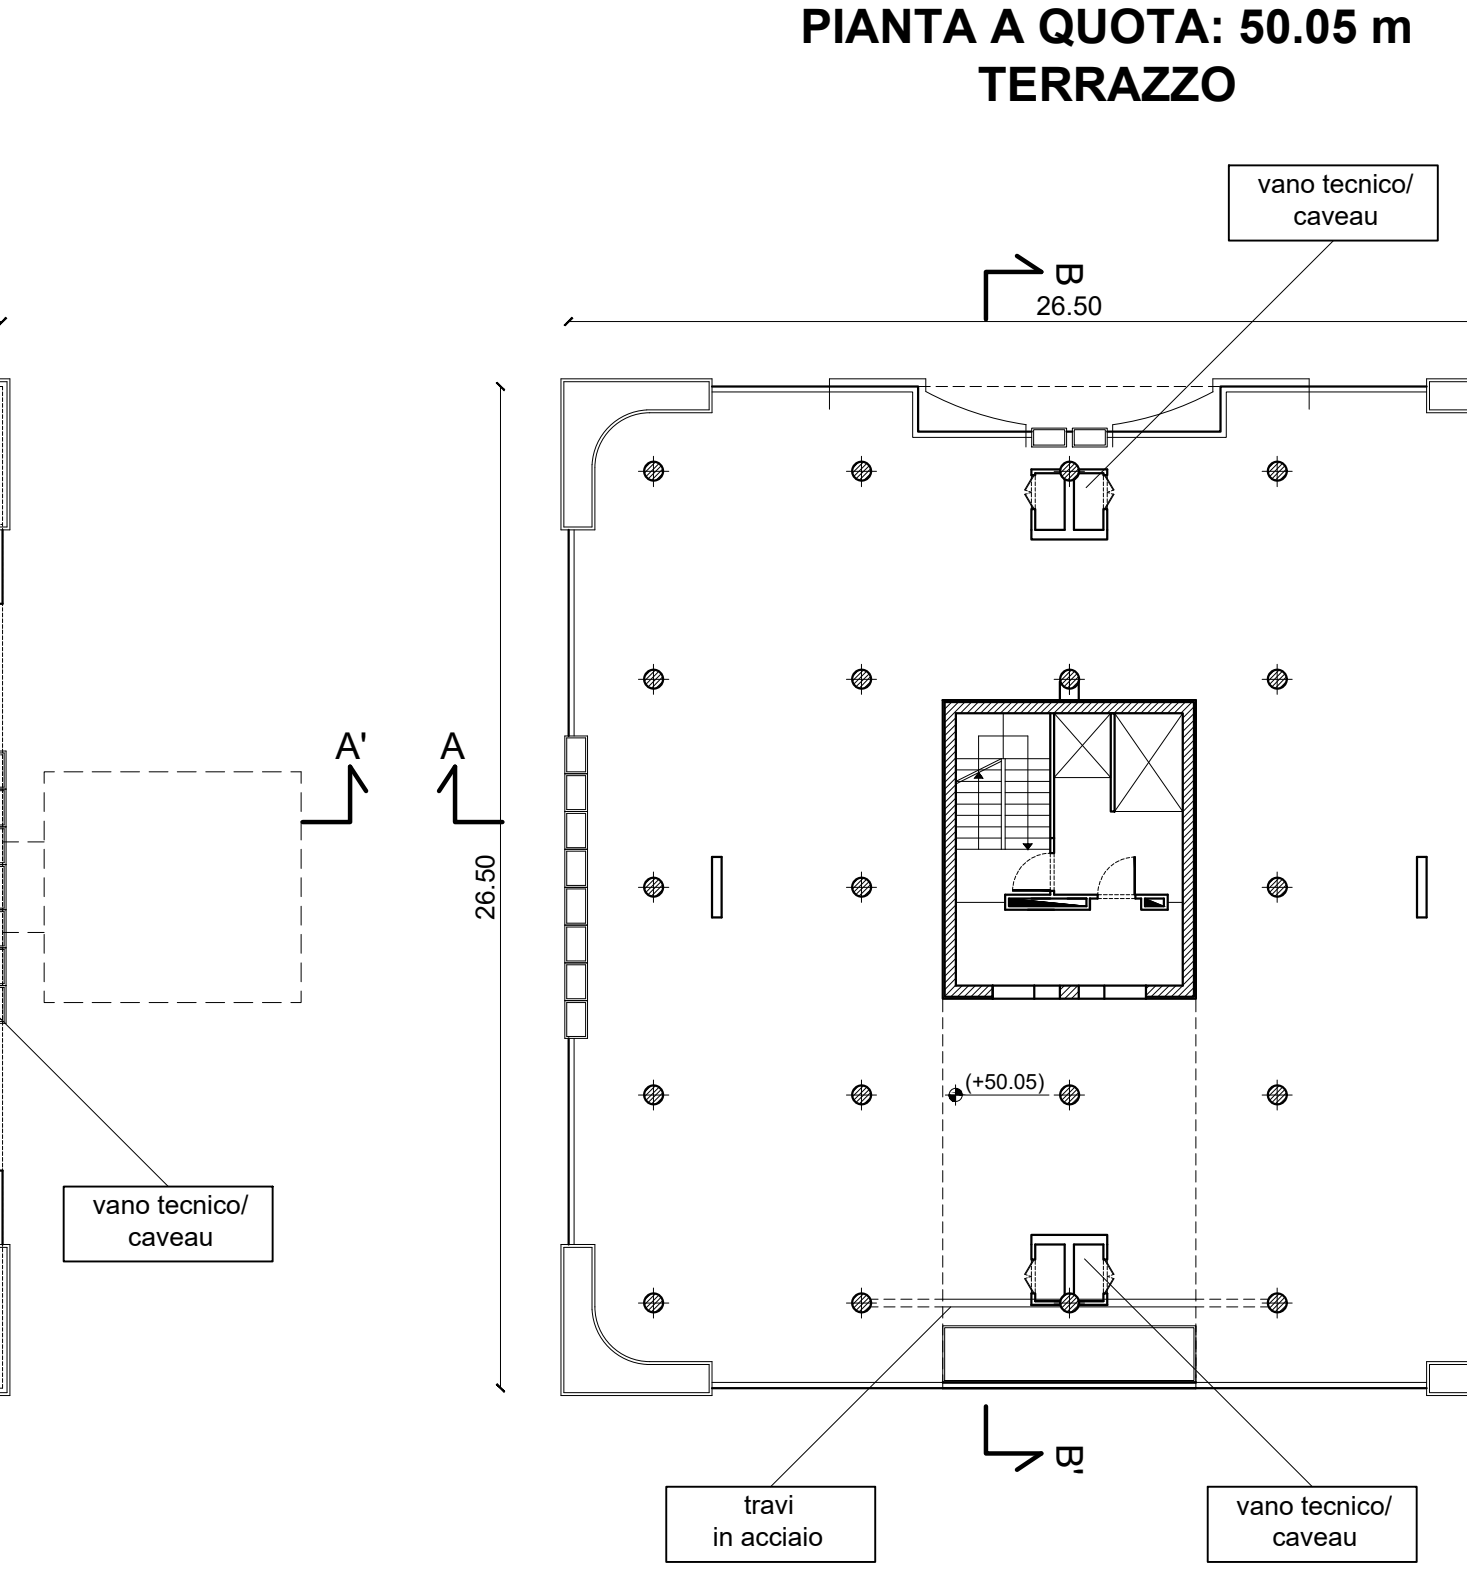 PIANTA A QUOTA: 50.05 m
TERRAZZO
vano tecnico/
caveau
B
26.50
A'
A
26.50
(+50.05)
vano tecnico/
caveau
B'
travi
in acciaio
vano tecnico/
caveau